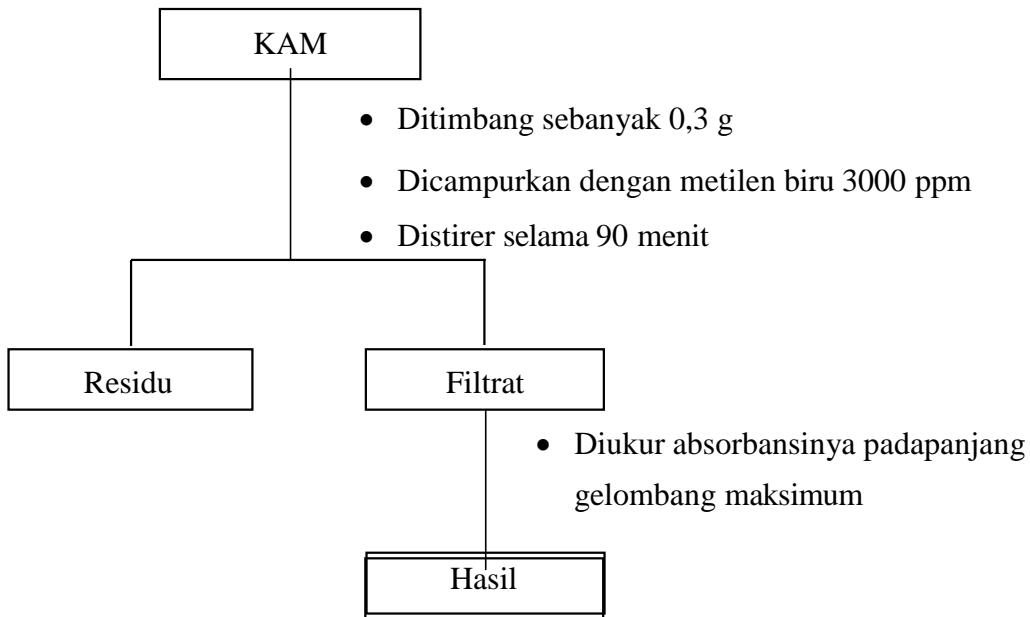 KAM
• Ditimbang sebanyak 0,3 g
• Dicampurkan dengan metilen biru 3000 ppm
• Distirer selama 90 menit
Residu
Filtrat
• Diukur absorbansinya padapanjang
gelombang maksimum
Hasil